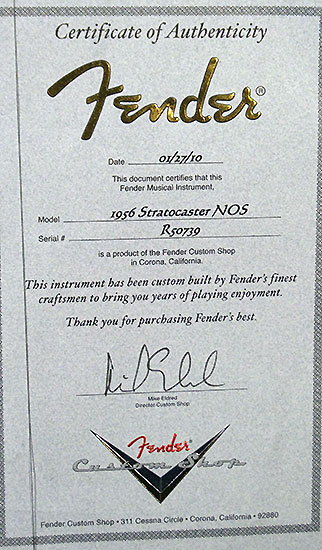 Certificate of Authenticity
Fender®
Date 01/27/10
This document certifies that this
Fender Musical Instrument,
Model 1956 Stratocaster NOS
Serial # R50739
is a product of the Fender Custom Shop
in Corona, California.
This instrument has been custom built by Fender's finest
craftsmen to bring you years of playing enjoyment.
Thank you for purchasing Fender's best.
Mike Eldred
Director Custom Shop
Fender
Custom Shop
Fender Custom Shop • 311 Cessna Circle • Corona, California • 92880